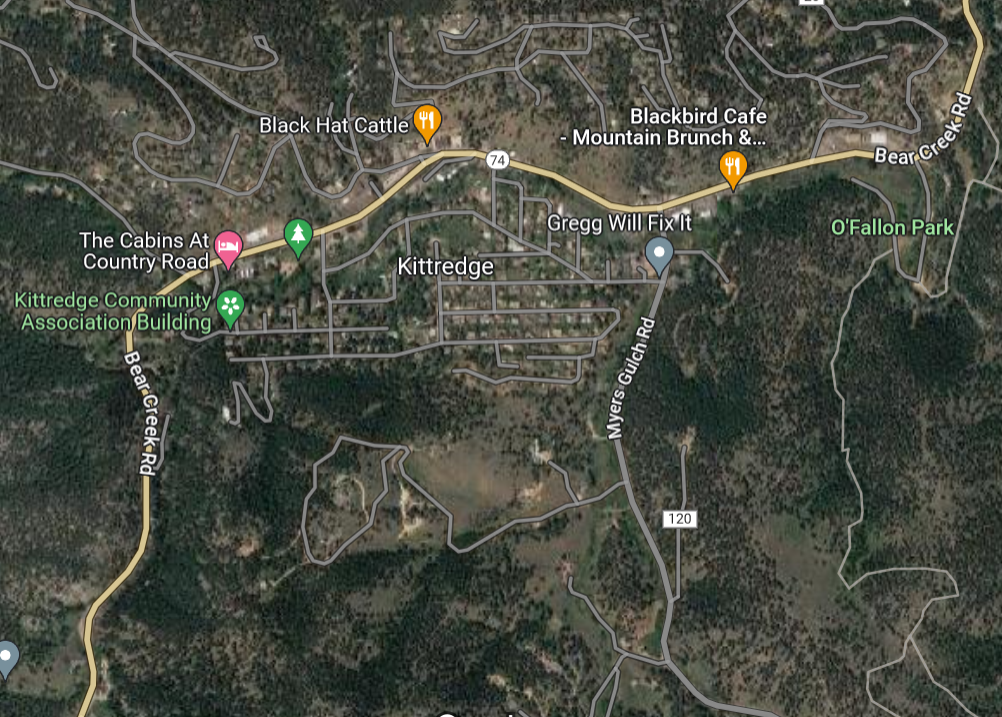 Black Hat Cattle
Blackbird Cafe
- Mountain Brunch &...
74
Bear Creek Rd
Gregg Will Fix It
O'Fallon Park
The Cabins At
Country Road
Kittredge
Kittredge Community
Association Building
Myers Gulch Rd
Bear Creek Rd
120